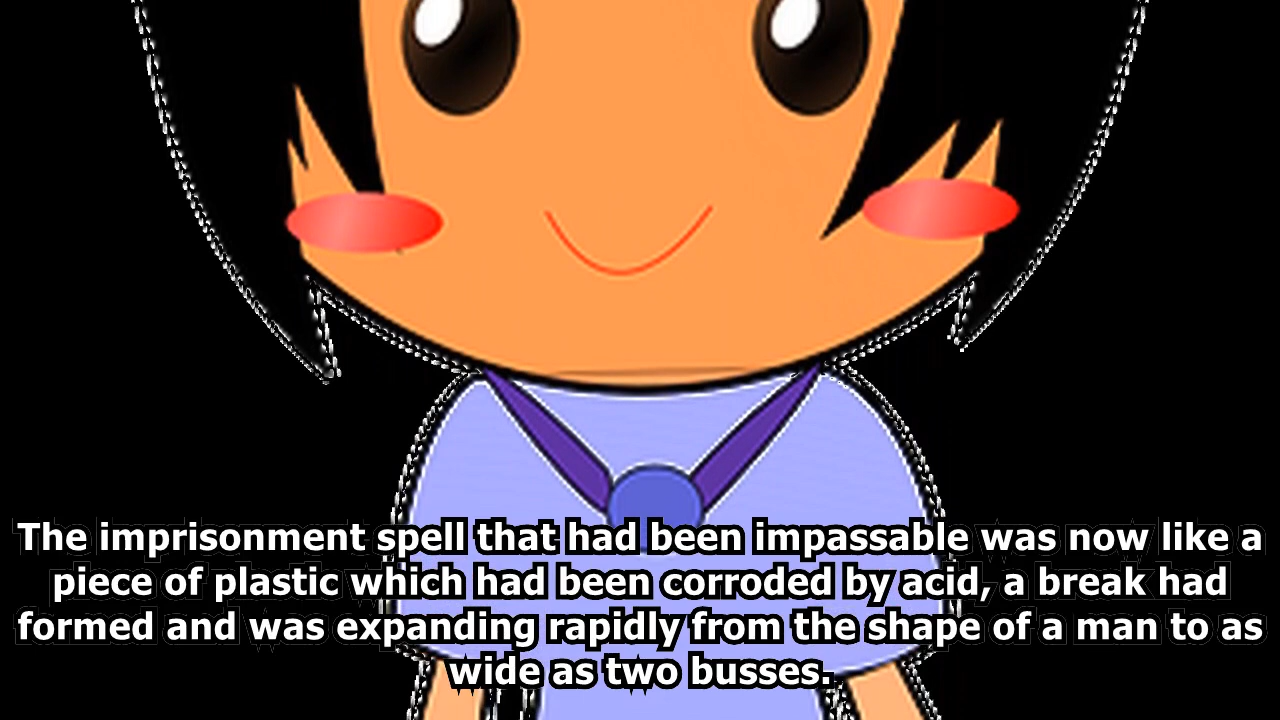 The imprisonment spell that had been impassable was now like a
piece of plastic which had been corroded by acid, a break had
formed and was expanding rapidly from the shape of a man to as
wide as two busses.